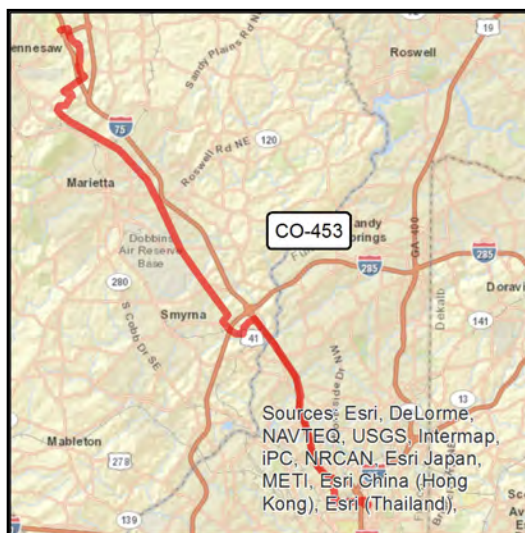 ennesaw
Sandy Plains Rd NE
Roswell
19
75
Roswell Rd NE
120
Marietta
GA 400
CO-453
andy
prings
Dobbins
Air Reserve
Base
285
285
280
Doravi
Dekalb
S Cobb Dr SE
Smyrna
41
141
13
Mableton
278
139
Sources: Esri, DeLorme,
NAVTEQ, USGS, Intermap,
iPC, NRCAN, Esri Japan,
METI, Esri China (Hong
Kong), Esri (Thailand),